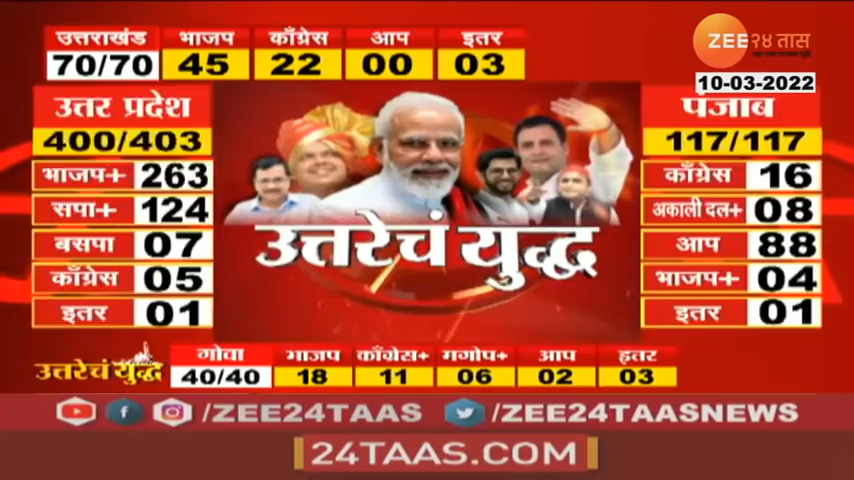 उत्तराखंड भाजप काँग्रेस आप इतर
70/70 45 22 00 03
ZEE २४ तास
10-03-2022
उत्तर प्रदेश
400/403
भाजपा+ 263
सपा+ 124
बसपा 07
काँग्रेस 05
इतर 01
उत्तरेचं युद्ध
पंजाब
117/117
काँग्रेस 16
अकाली दल+ 08
आप 88
भाजपा+ 04
इतर 01
उत्तरेचं युद्ध
गोवा भाजप काँग्रेस+ मगोप+ आप इतर
40/40 18 11 06 02 03
/ZEE24TAAS /ZEE24TAASNEWS
24TAAS.COM